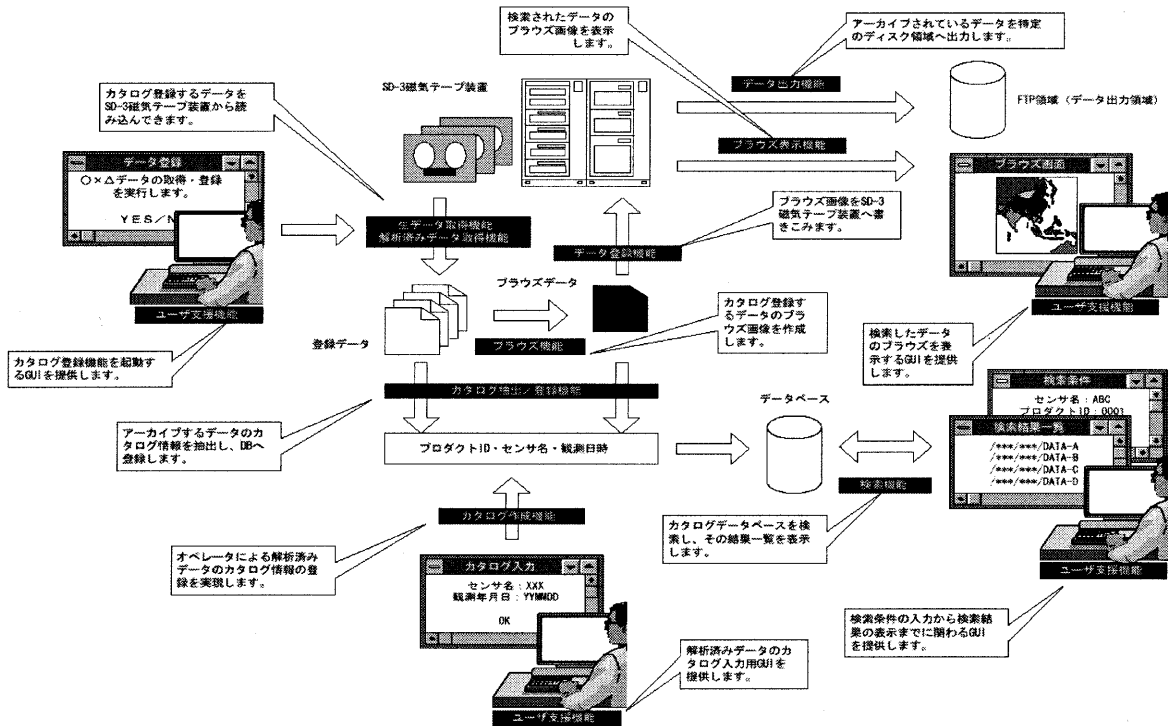 検索されたデータの
ブラウズ画像を表示
します。
アーカイブされているデータを特定
のディスク領域へ出力します。
カタログ登録するデータを
SD-3磁気テープ装置から読
み込んできます。
SD-3磁気テープ装置
データ出力機能
FTP領域（データ出力領域）
ブラウズ表示機能
データ登録
○×△データの取得・登録
を実行します。
YES/N
ユーザ支援機能
生データ取得機能
解析済みデータ取得機能
ブラウズ画像をSD-3
磁気テープ装置へ書
きこみます。
データ登録機能
ブラウズ画面
ユーザ支援機能
ブラウズデータ
登録データ
ブラウズ機能
カタログ登録す
るデータのブラ
ウズ画像を作成
します。
検索したデータ
のブラウズを表
示するGUIを提供
します。
カタログ登録機能を起動す
るGUIを提供します。
カタログ抽出／登録機能
アーカイブするデータのカ
タログ情報を抽出し、DBへ
登録します。
プロダクトID・センサ名・観測日時
データベース
検索条件
センサ名：ABC
プロダクトID：0001
検索結果一覧
/***/***/DATA-A
/***/***/DATA-B
/***/***/DATA-C
/***/***/DATA-D
検索機能
ユーザ支援機能
カタログ作成機能
カタログデータベースを検
索し、その結果一覧を表示
します。
オペレータによる解析済み
データのカタログ情報の登
録を実現します。
カタログ入力
センサ名：XXX
観測年月日：YYMMDD
OK
ユーザ支援機能
解析済みデータのカ
タログ入力用GUIを
提供します。
検索条件の入力から検索結
果の表示までに関わるGUI
を提供します。